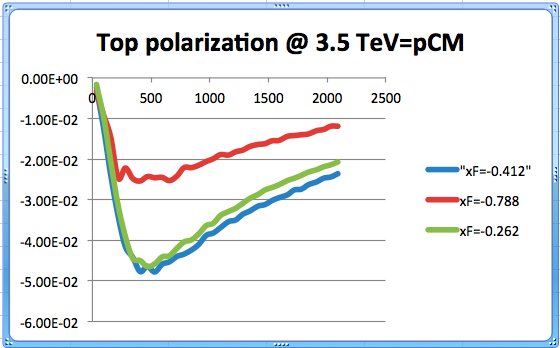 Top polarization @ 3.5 TeV=pCM
0.00E+00
0 500 1000 1500 2000 2500
-1.00E-02
-2.00E-02
-3.00E-02
-4.00E-02
-5.00E-02
-6.00E-02
"xF=-0.412"
xF=-0.788
xF=-0.262